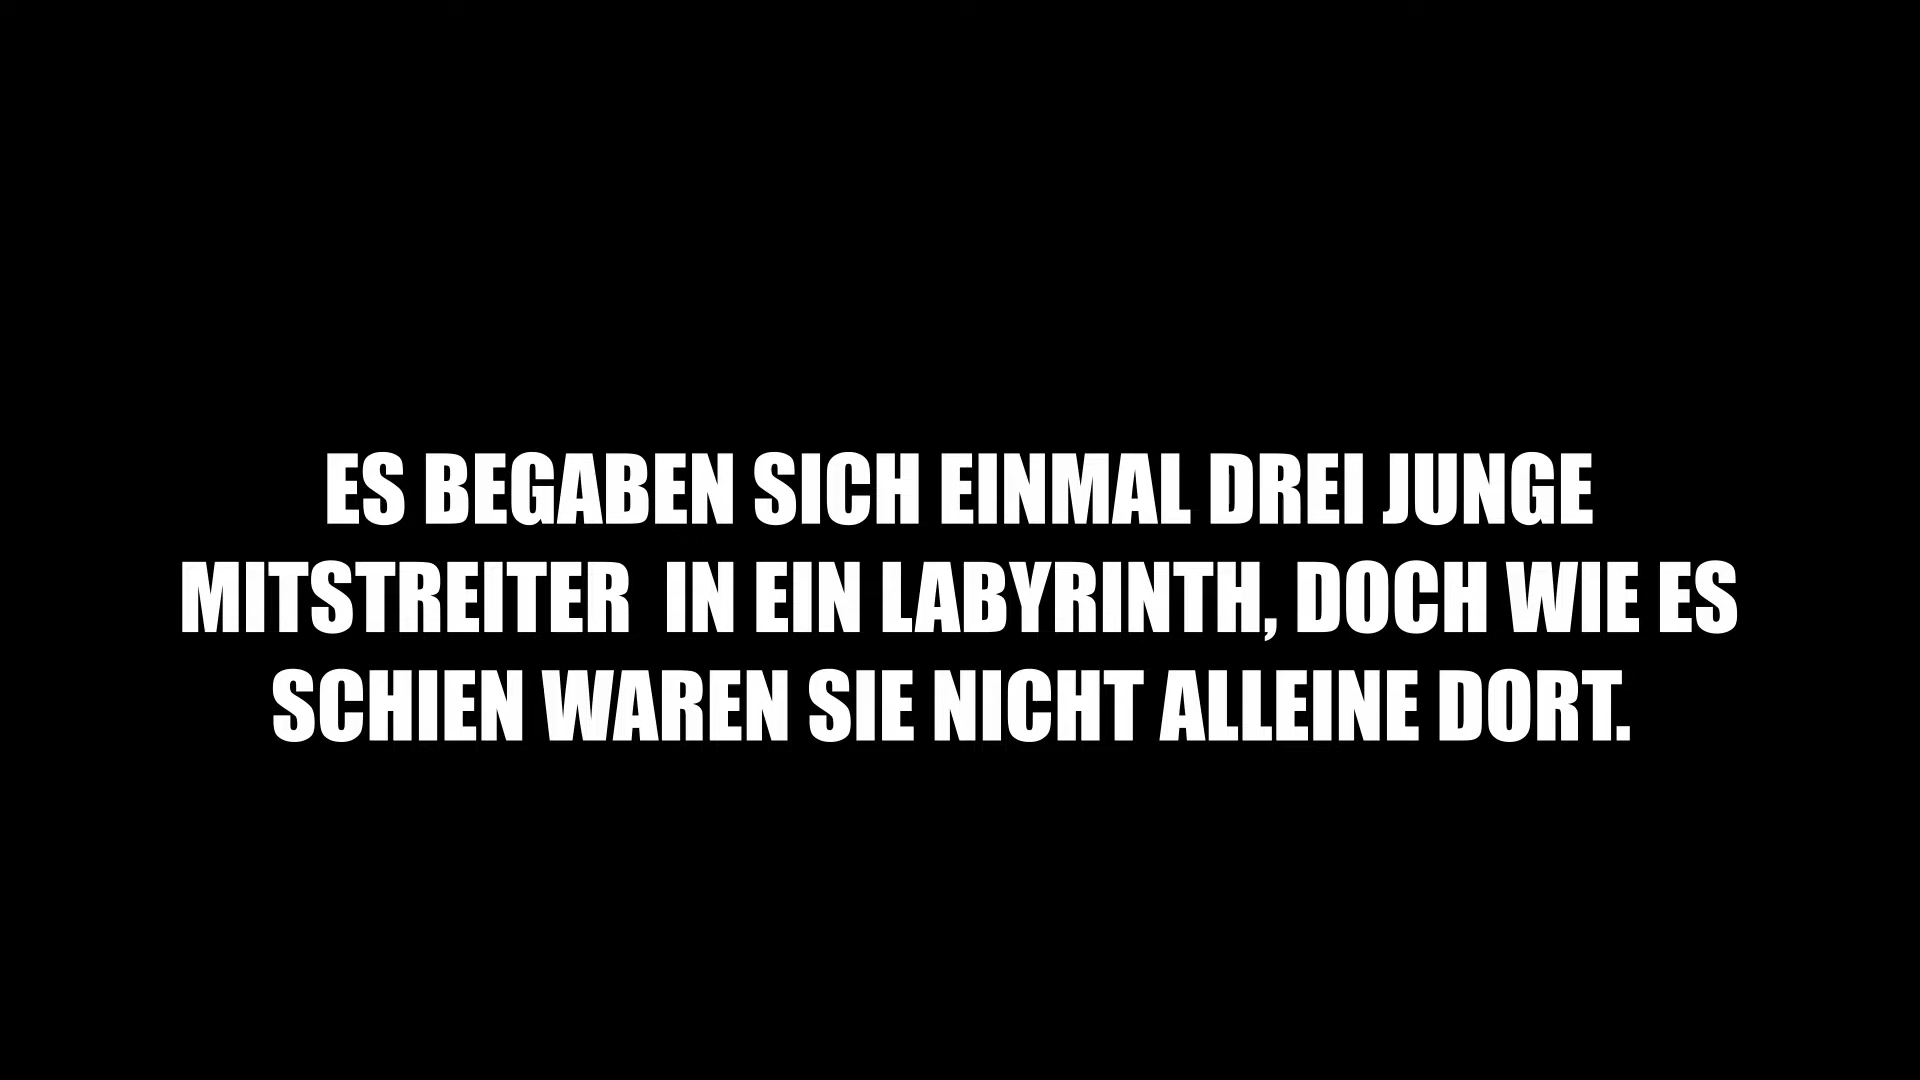 ES BEGABEN SICH EINMAL DREI JUNGE
MITSTREITER  IN EIN LABYRINTH, DOCH WIE ES
SCHIEN WAREN SIE NICHT ALLEINE DORT.